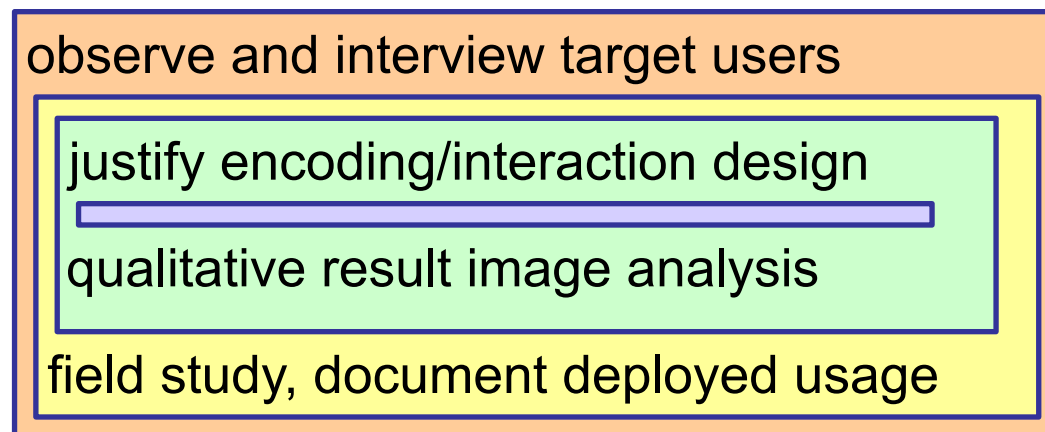 observe and interview target users
justify encoding/interaction design
qualitative result image analysis
field study, document deployed usage